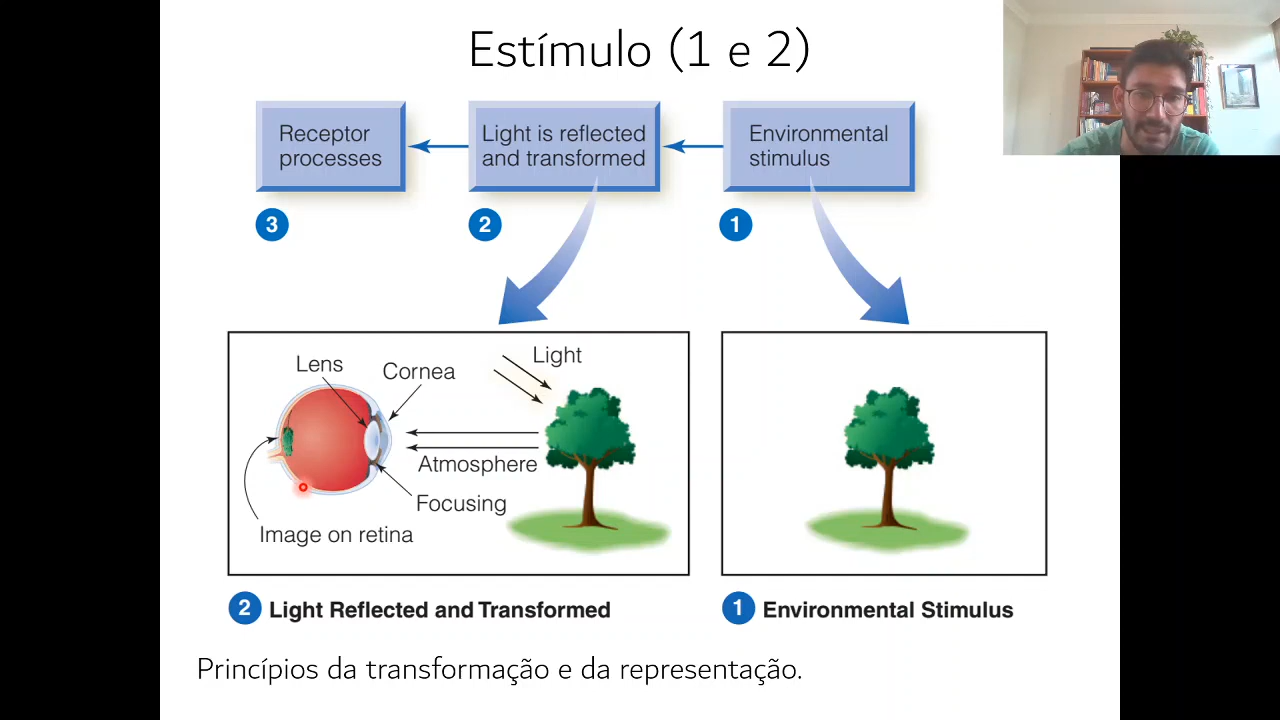 Estímulo (1 e 2)
Receptor
processes
Light is reflected
and transformed
Environmental
stimulus
3
2
1
Light
Lens
Cornea
Atmosphere
Focusing
Image on retina
2 Light Reflected and Transformed
1 Environmental Stimulus
Princípios da transformação e da representação.